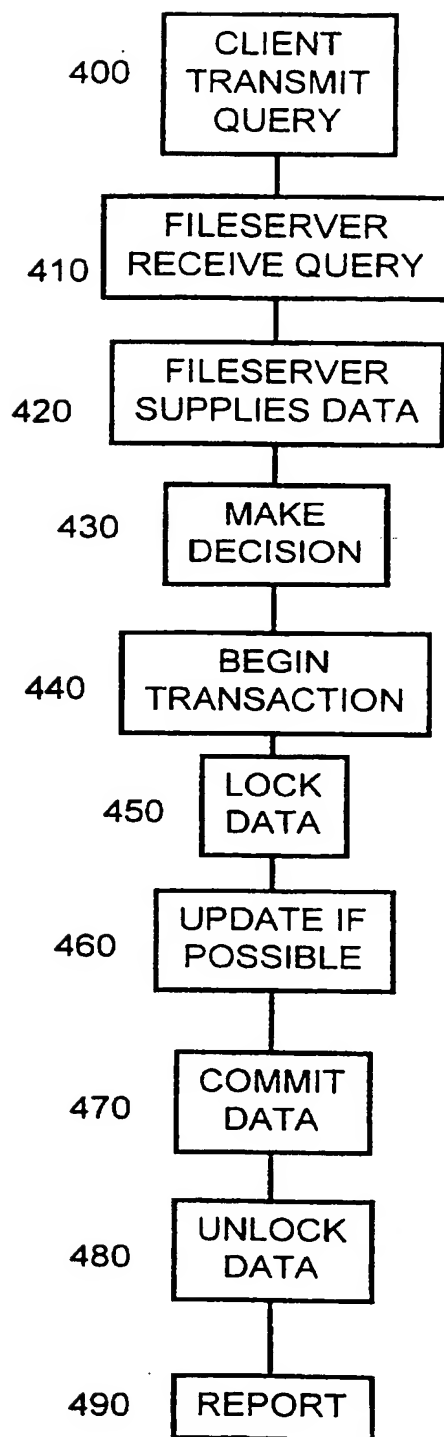 400
CLIENT
TRANSMIT
QUERY
410
FILESERVER
RECEIVE QUERY
420
FILESERVER
SUPPLIES DATA
430
MAKE
DECISION
440
BEGIN
TRANSACTION
450
LOCK
DATA
460
UPDATE IF
POSSIBLE
470
COMMIT
DATA
480
UNLOCK
DATA
490
REPORT